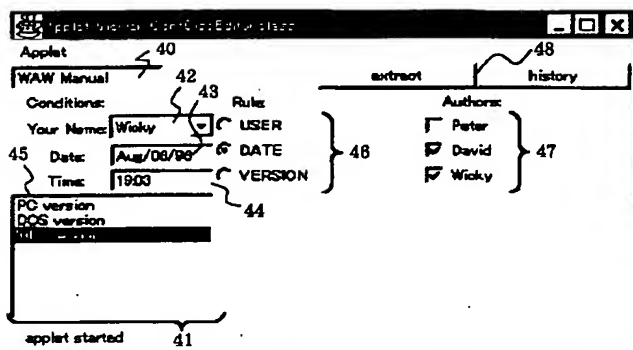 Applet 40 48
WAW Manual extract history
Conditions: 42 43 Rule: Authors:
Your Name: Wicky USER Peter
45 Date: Aug/06/96 DATE 46 David 47
Time: 19:03 VERSION Wicky
PC version 44
DOS version
applet started 41